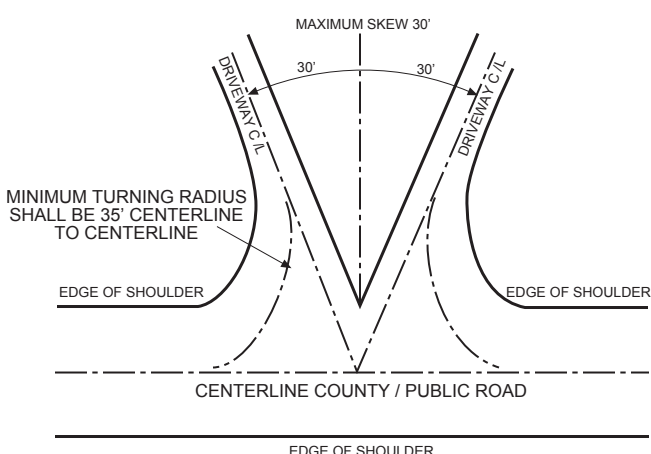 MAXIMUM SKEW 30'
30'
30'
DRIVEWAY C /L
DRIVEWAY C /L
MINIMUM TURNING RADIUS
SHALL BE 35' CENTERLINE
TO CENTERLINE
EDGE OF SHOULDER
EDGE OF SHOULDER
CENTERLINE COUNTY / PUBLIC ROAD
EDGE OF SHOULDER